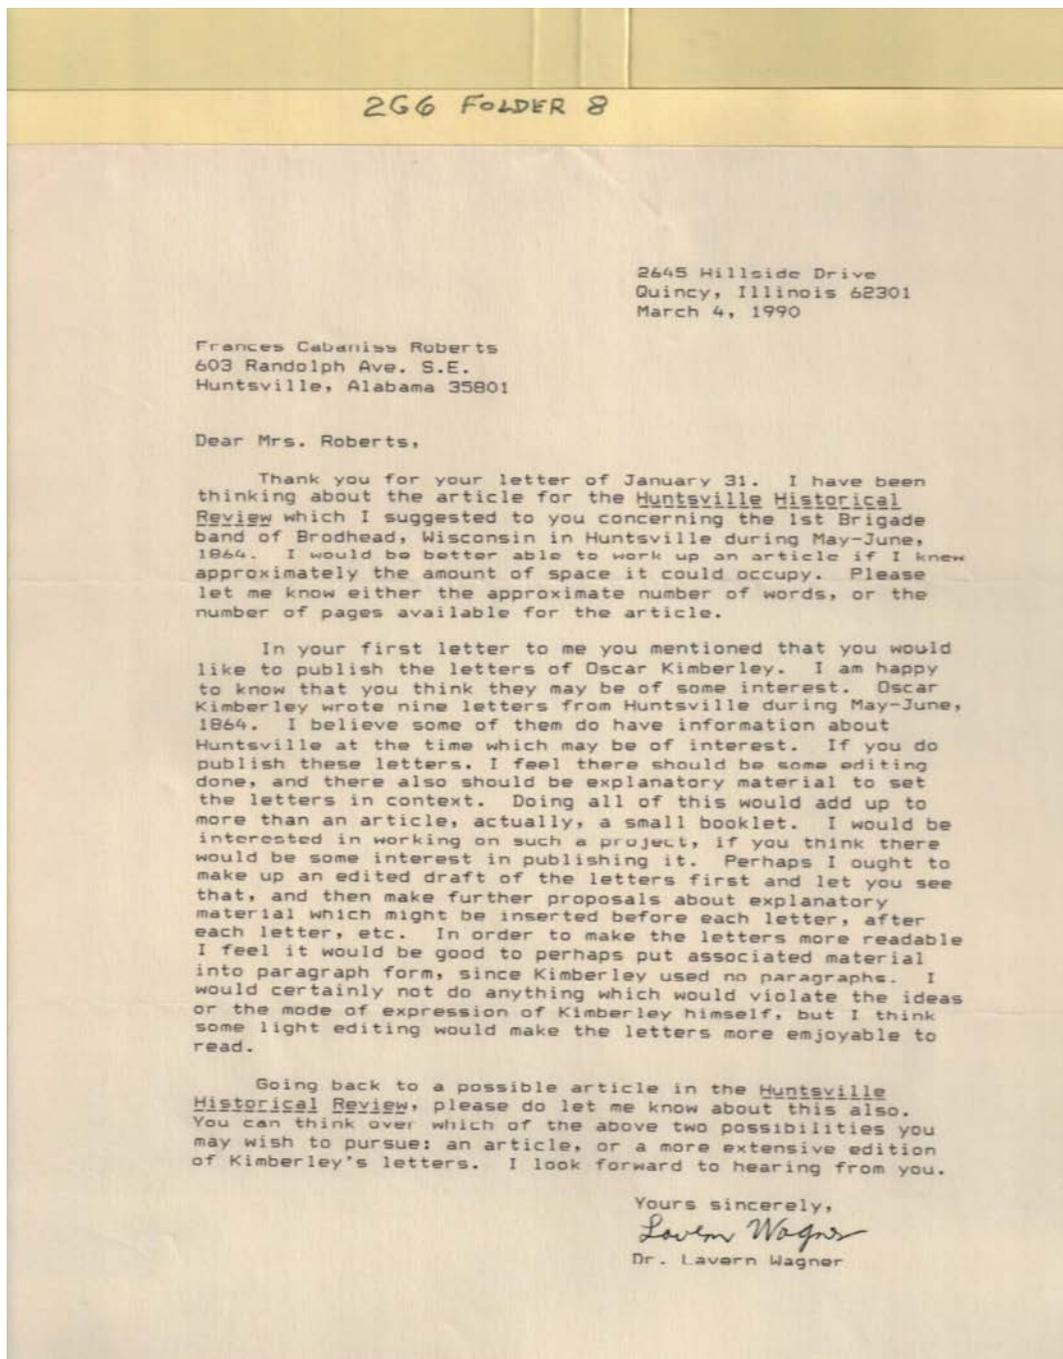 2G6 FOLDER 8
2645 Hillside Drive
Quincy, Illinois 62301
March 4, 1990
Frances Cabaniss Roberts
603 Randolph Ave. S.E.
Huntsville, Alabama 35801
Dear Mrs. Roberts,
Thank you for your letter of January 31. I have been
thinking about the article for the Huntsville Historical
Review which I suggested to you concerning the 1st Brigade
band of Brodhead, Wisconsin in Huntsville during May-June,
1864. I would be better able to work up an article if I knew
approximately the amount of space it could occupy. Please
let me know either the approximate number of words, or the
number of pages available for the article.
In your first letter to me you mentioned that you would
like to publish the letters of Oscar Kimberley. I am happy
to know that you think they may be of some interest. Oscar
Kimberley wrote nine letters from Huntsville during May-June,
1864. I believe some of them do have information about
Huntsville at the time which may be of interest. If you do
publish these letters. I feel there should be some editing
done, and there also should be explanatory material to set
the letters in context. Doing all of this would add up to
more than an article, actually, a small booklet. I would be
interested in working on such a project, if you think there
would be some interest in publishing it. Perhaps I ought to
make up an edited draft of the letters first and let you see
that, and then make further proposals about explanatory
material which might be inserted before each letter, after
each letter, etc. In order to make the letters more readable
I feel it would be good to perhaps put associated material
into paragraph form, since Kimberley used no paragraphs. I
would certainly not do anything which would violate the ideas
or the mode of expression of Kimberley himself, but I think
some light editing would make the letters more emjoyable to
read.
Going back to a possible article in the Huntsville
Historical Review, please do let me know about this also.
You can think over which of the above two possibilities you
may wish to pursue: an article, or a more extensive edition
of Kimberley's letters. I look forward to hearing from you.
Yours sincerely,
Lavern Wagner
Dr. Lavern Wagner